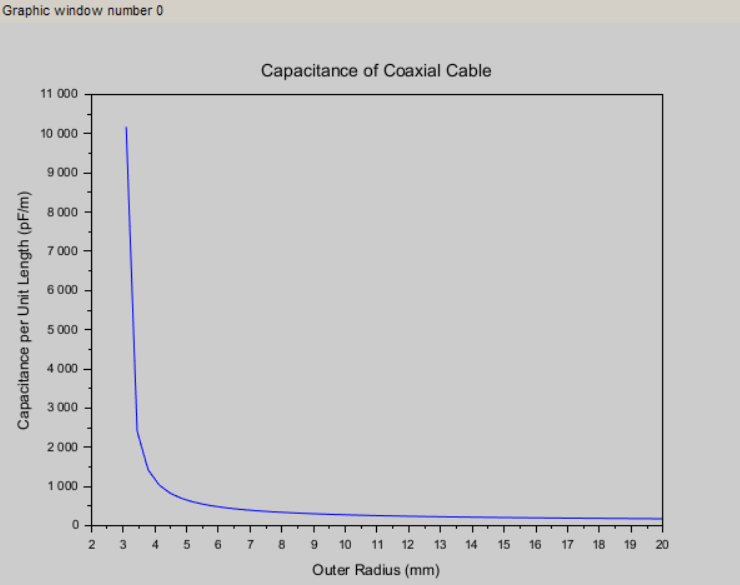 Graphic window number 0
Capacitance of Coaxial Cable
11 000
10 000
9 000
8 000
7 000
6 000
5 000
4 000
3 000
2 000
1 000
0
Capacitance per Unit Length (pF/m)
2 3 4 5 6 7 8 9 10 11 12 13 14 15 16 17 18 19 20
Outer Radius (mm)